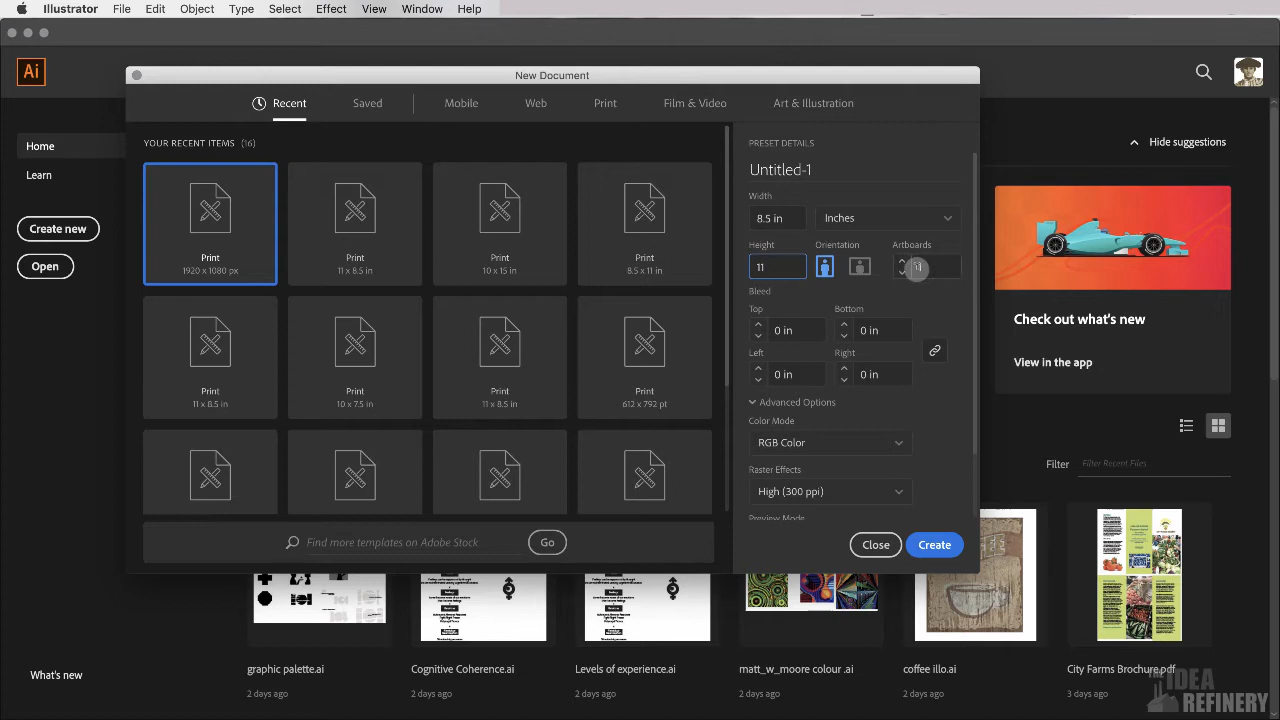 Illustrator File Edit Object Type Select Effect View Window Help
New Document
Ai
Recent Saved Mobile Web Print Film & Video Art & Illustration
Home
Learn
Create new
Open
What's new
YOUR RECENT ITEMS (16)
Print Print Print Print
1920 x 1080 px 11 x 8.5 in 10 x 15 in 8.5 x 11 in
Print Print Print Print
11 x 8.5 in 10 x 7.5 in 11 x 8.5 in 612 x 792 pt
Find more templates on Adobe Stock Go
PRESET DETAILS
Untitled-1
Width
8.5 in Inches
Height Orientation Artboards
11
Bleed
Top Bottom
0 in 0 in
Left Right
0 in 0 in
Advanced Options
Color Mode
RGB Color
Raster Effects
High (300 ppi)
Preview Mode
Close Create
Hide suggestions
Check out what's new
View in the app
Filter Filter Recent Files
graphic palette.ai Cognitive Coherence.ai Levels of experience.ai matt_w_moore colour .ai coffee illo.ai City Farms Brochure.pdf
2 days ago 2 days ago 2 days ago 2 days ago 2 days ago 3 days ago
THE IDEA
REFINERY